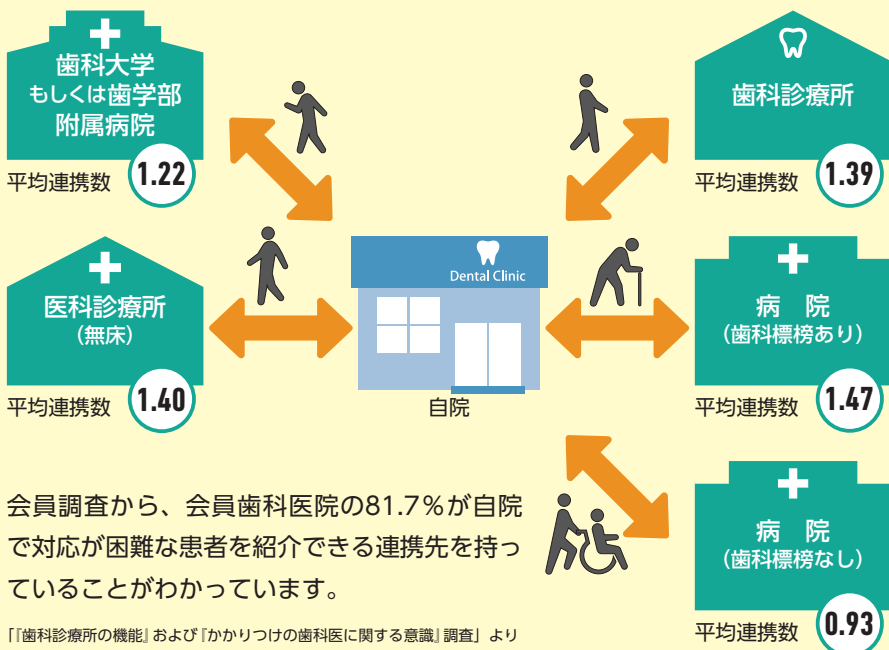 歯科大学
もしくは歯学部
附属病院
平均連携数 1.22
歯科診療所
平均連携数 1.39
医科診療所
（無床）
平均連携数 1.40
Dental Clinic
自院
病　院
（歯科標榜あり）
平均連携数 1.47
病　院
（歯科標榜なし）
平均連携数 0.93
会員調査から、会員歯科医院の81.7％が自院
で対応が困難な患者を紹介できる連携先を持っ
ていることがわかっています。
「『歯科診療所の機能』および『かかりつけの歯科医に関する意識』調査」より